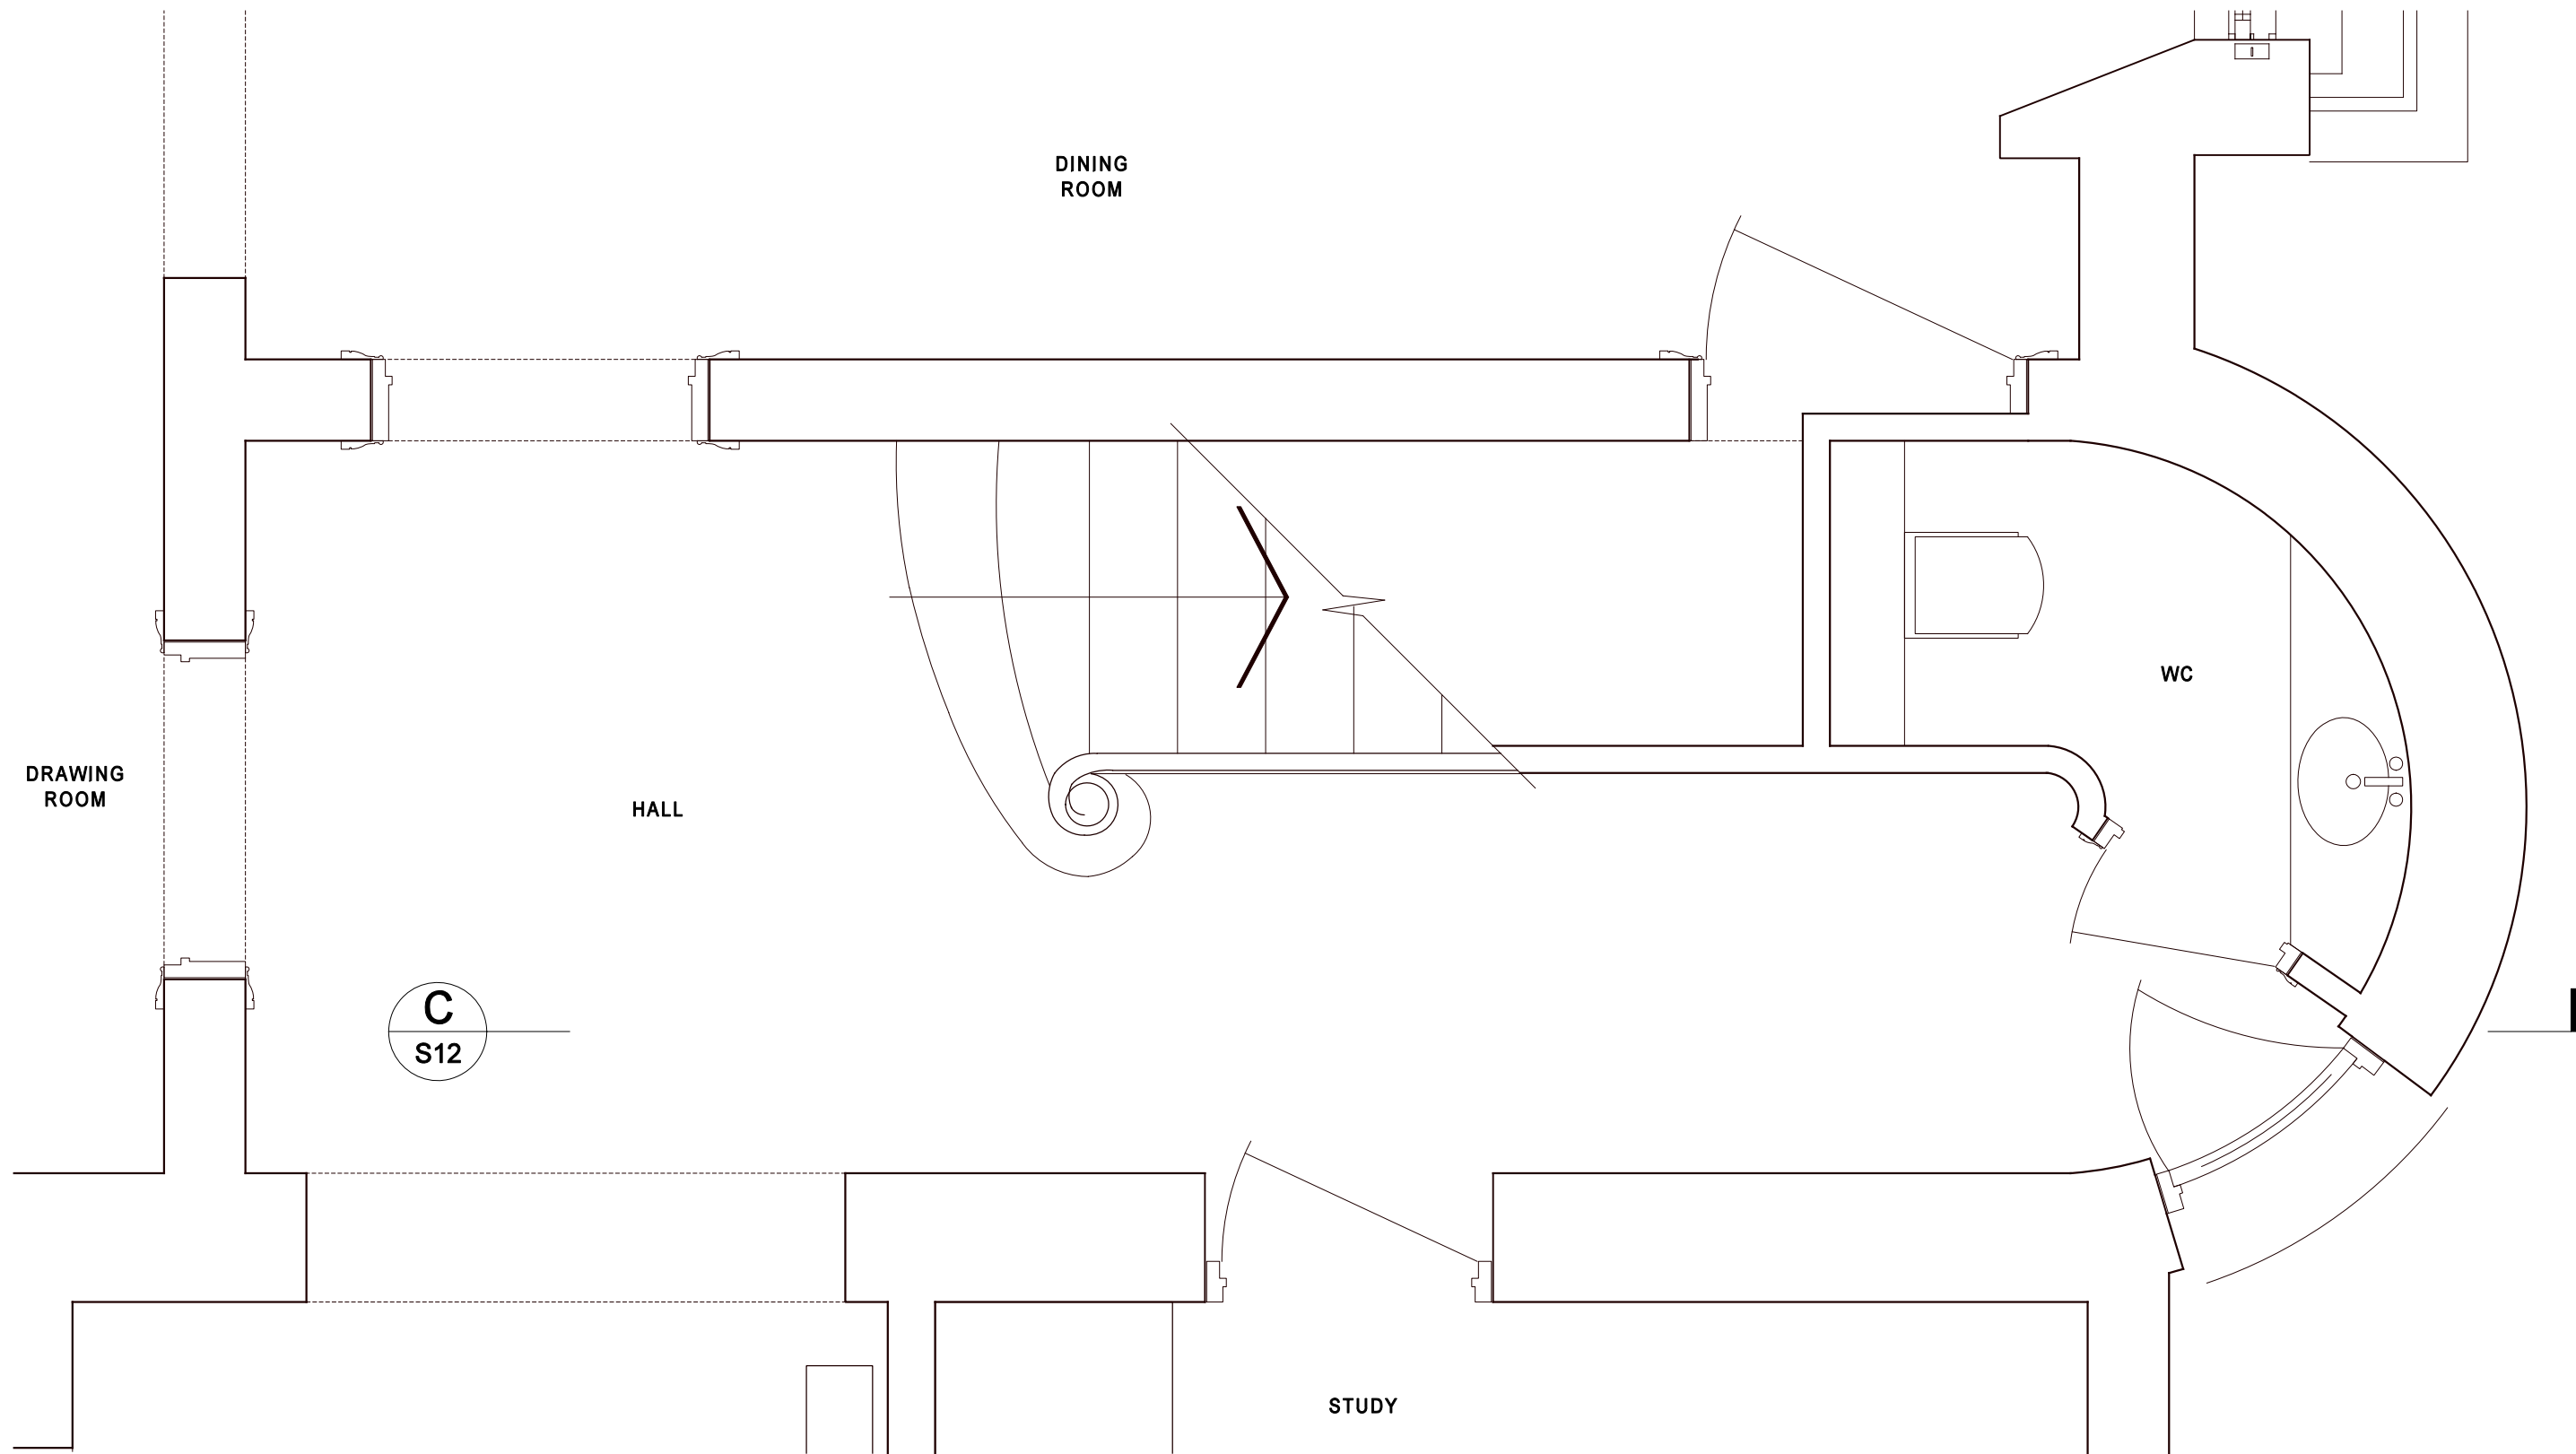 DINING
ROOM
WC
DRAWING
ROOM
HALL
C
S12
STUDY